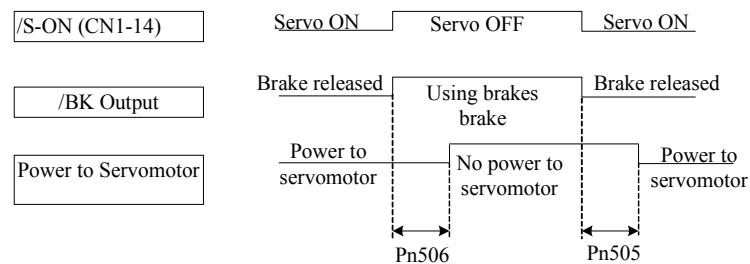 /S-ON (CN1-14)
Servo ON
Servo OFF
Servo ON
/BK Output
Brake released
Using brakes
brake
Brake released
Power to Servomotor
Power to
servomotor
No power to
servomotor
Power to
servomotor
Pn506
Pn505